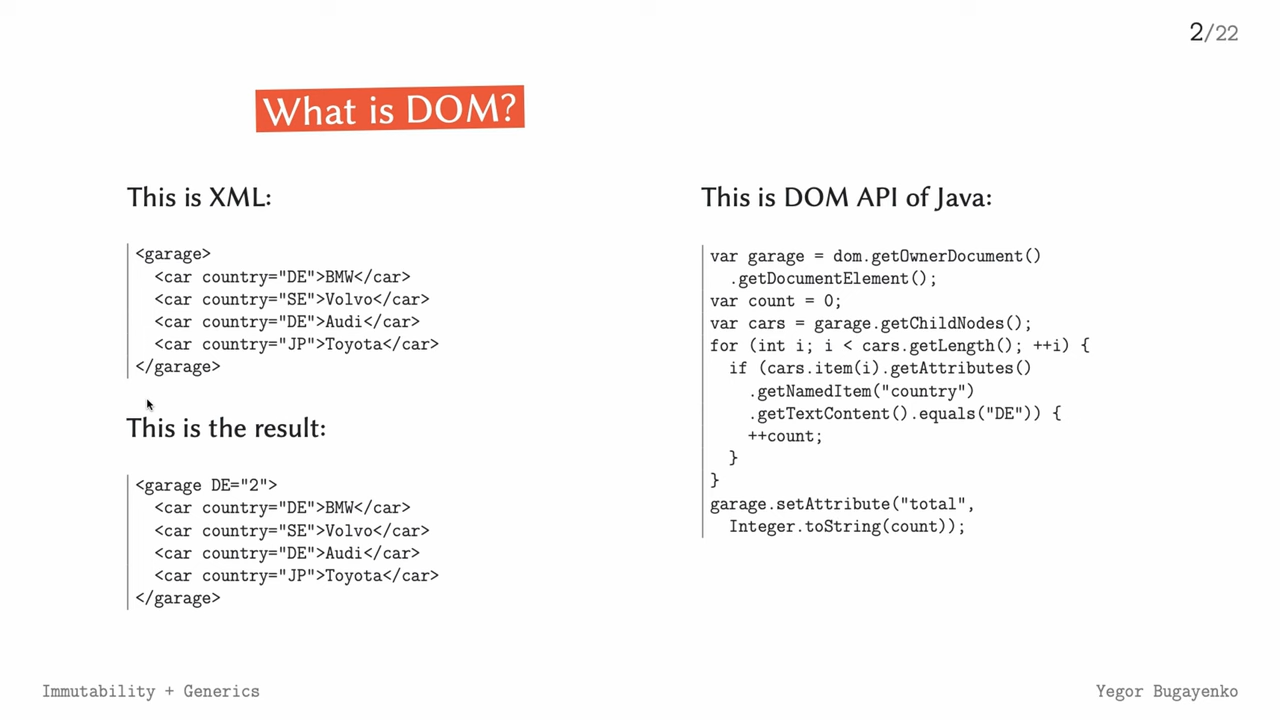 2/22
What is DOM?
This is XML:
<garage>
  <car country="DE">BMW</car>
  <car country="SE">Volvo</car>
  <car country="DE">Audi</car>
  <car country="JP">Toyota</car>
</garage>
This is the result:
<garage DE="2">
  <car country="DE">BMW</car>
  <car country="SE">Volvo</car>
  <car country="DE">Audi</car>
  <car country="JP">Toyota</car>
</garage>
This is DOM API of Java:
var garage = dom.getOwnerDocument()
  .getDocumentElement();
var count = 0;
var cars = garage.getChildNodes();
for (int i; i < cars.getLength(); ++i) {
  if (cars.item(i).getAttributes()
    .getNamedItem("country")
    .getTextContent().equals("DE")) {
    ++count;
  }
}
garage.setAttribute("total",
  Integer.toString(count));
Immutability + Generics
Yegor Bugayenko